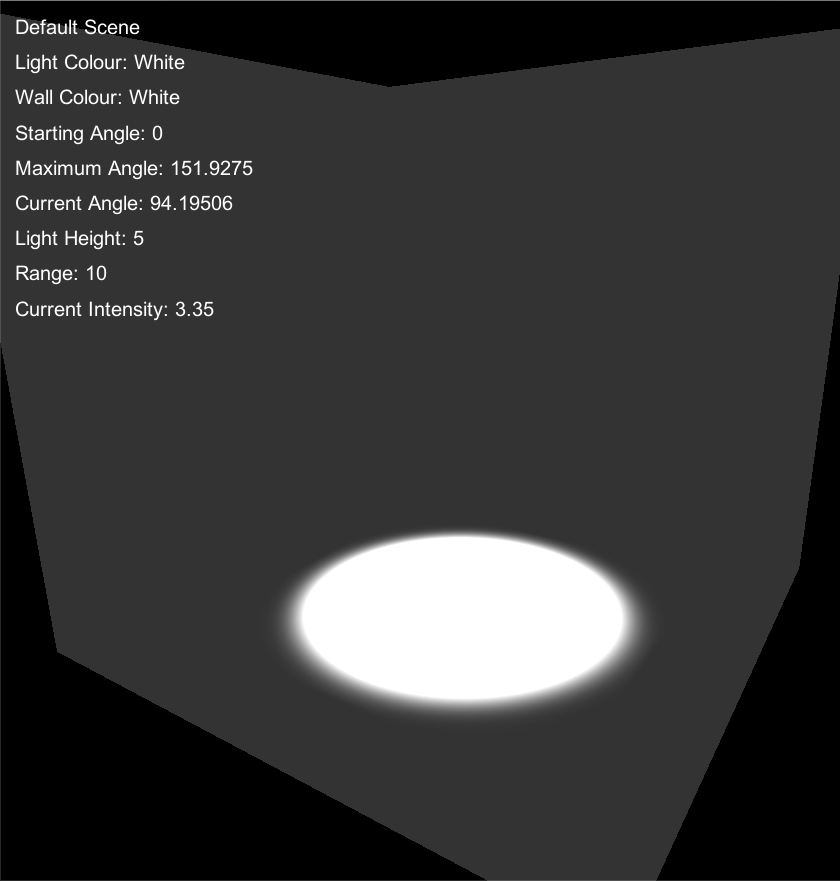 Default Scene
Light Colour: White
Wall Colour: White
Starting Angle: 0
Maximum Angle: 151.9275
Current Angle: 94.19506
Light Height: 5
Range: 10
Current Intensity: 3.35